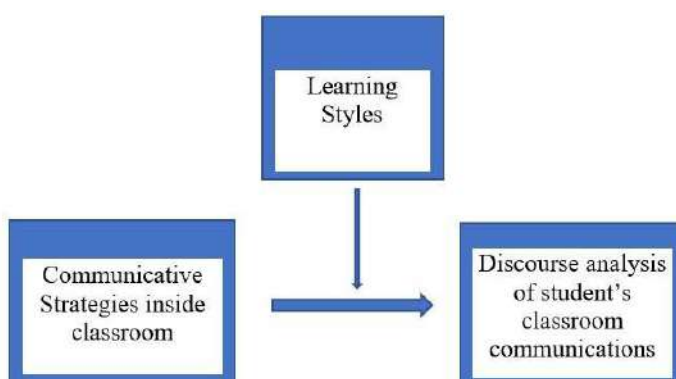 Learning
Styles
Communicative
Strategies inside
classroom
Discourse analysis
of student's
classroom
communications